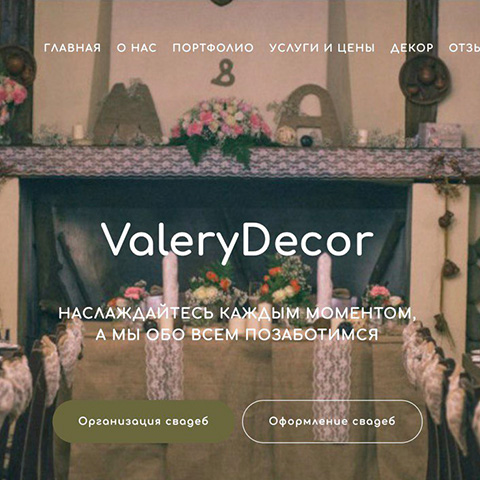 ГЛАВНАЯ О НАС ПОРТФОЛИО УСЛУГИ И ЦЕНЫ ДЕКОР ОТЗЫ
&
ValeryDecor
НАСЛАЖДАЙТЕСЬ КАЖДЫМ МОМЕНТОМ,
А МЫ ОБО ВСЕМ ПОЗАБОТИМСЯ
Организация свадеб Оформление свадеб